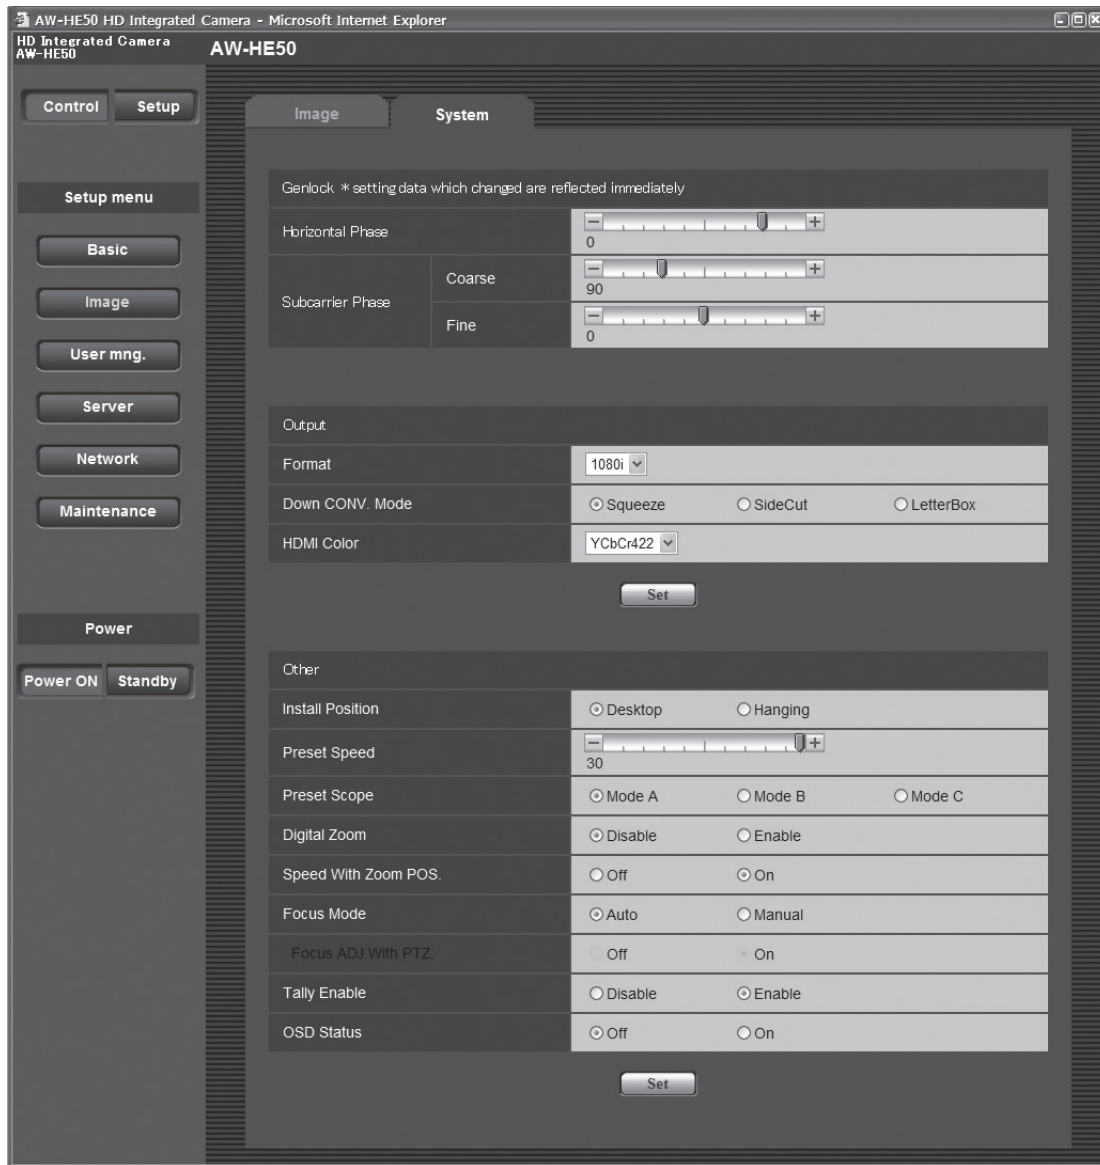 AW-HE50 HD Integrated Camera - Microsoft Internet Explorer
HD Integrated Camera
AW-HE50
AW-HE50
Control Setup
Setup menu
Basic
Image
User mng.
Server
Network
Maintenance
Power
Power ON Standby
Image System
Genlock * setting data which changed are reflected immediately
Horizontal Phase
0
Subcarrier Phase
Coarse
90
Fine
0
Output
Format 1080i
Down CONV. Mode Squeeze SideCut LetterBox
HDMI Color YCbCr422
Set
Other
Install Position Desktop Hanging
Preset Speed
30
Preset Scope Mode A Mode B Mode C
Digital Zoom Disable Enable
Speed With Zoom POS. Off On
Focus Mode Auto Manual
Focus ADJ With PTZ. Off On
Tally Enable Disable Enable
OSD Status Off On
Set